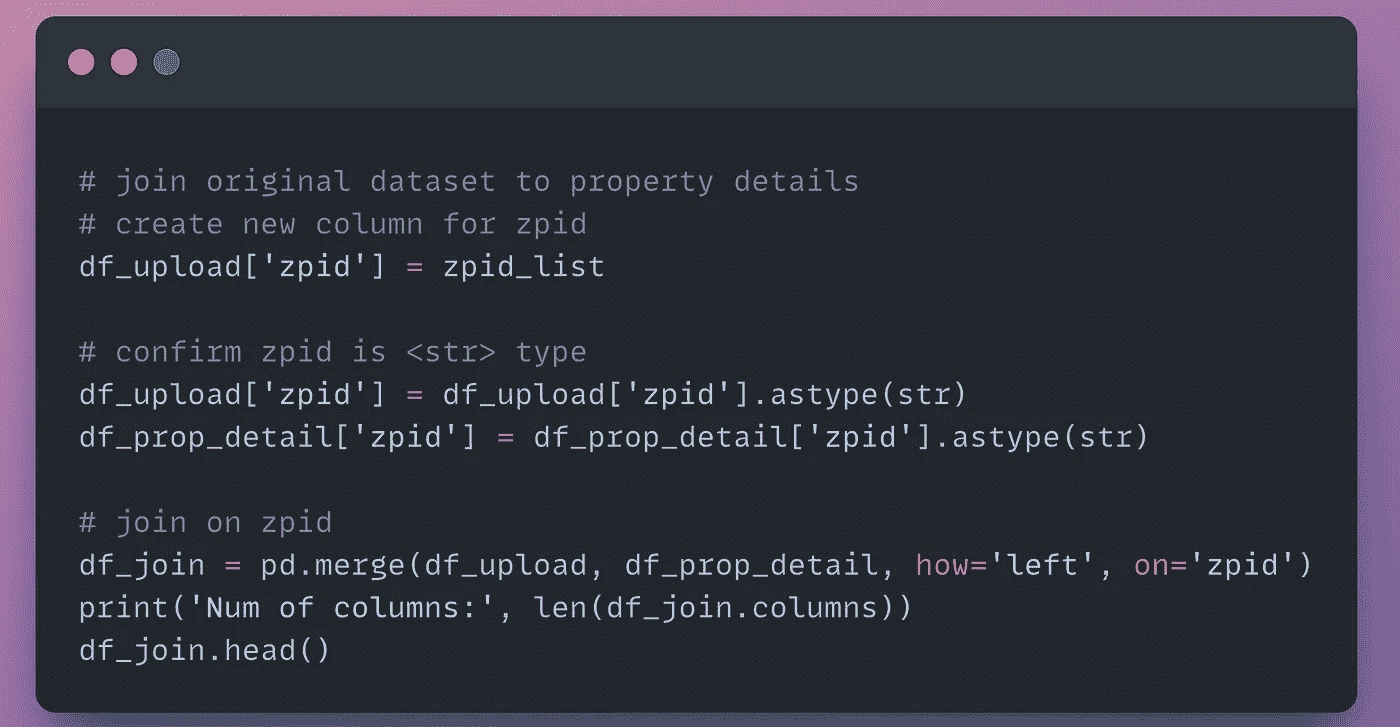 # join original dataset to property details
# create new column for zpid
df_upload['zpid'] = zpid_list
# confirm zpid is <str> type
df_upload['zpid'] = df_upload['zpid'].astype(str)
df_prop_detail['zpid'] = df_prop_detail['zpid'].astype(str)
# join on zpid
df_join = pd.merge(df_upload, df_prop_detail, how='left', on='zpid')
print('Num of columns:', len(df_join.columns))
df_join.head()